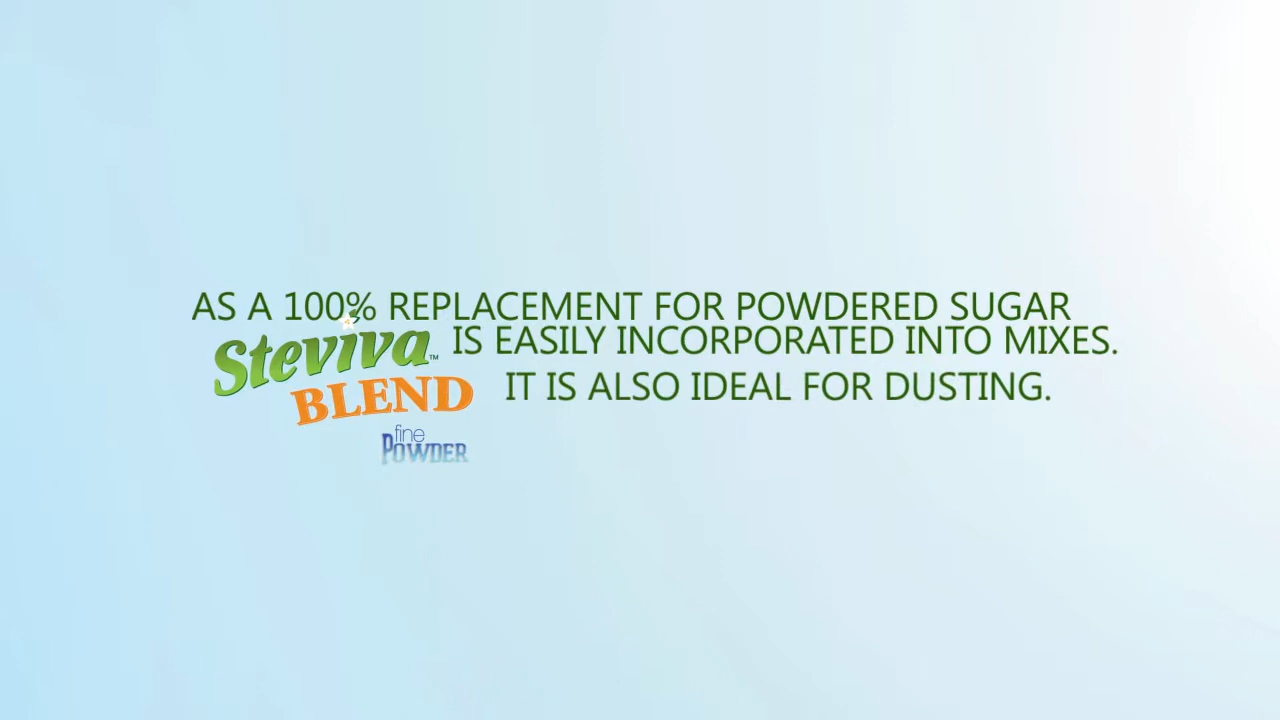 AS A 100% REPLACEMENT FOR POWDERED SUGAR
Steviva™ IS EASILY INCORPORATED INTO MIXES.
BLEND IT IS ALSO IDEAL FOR DUSTING.
fine
POWDER